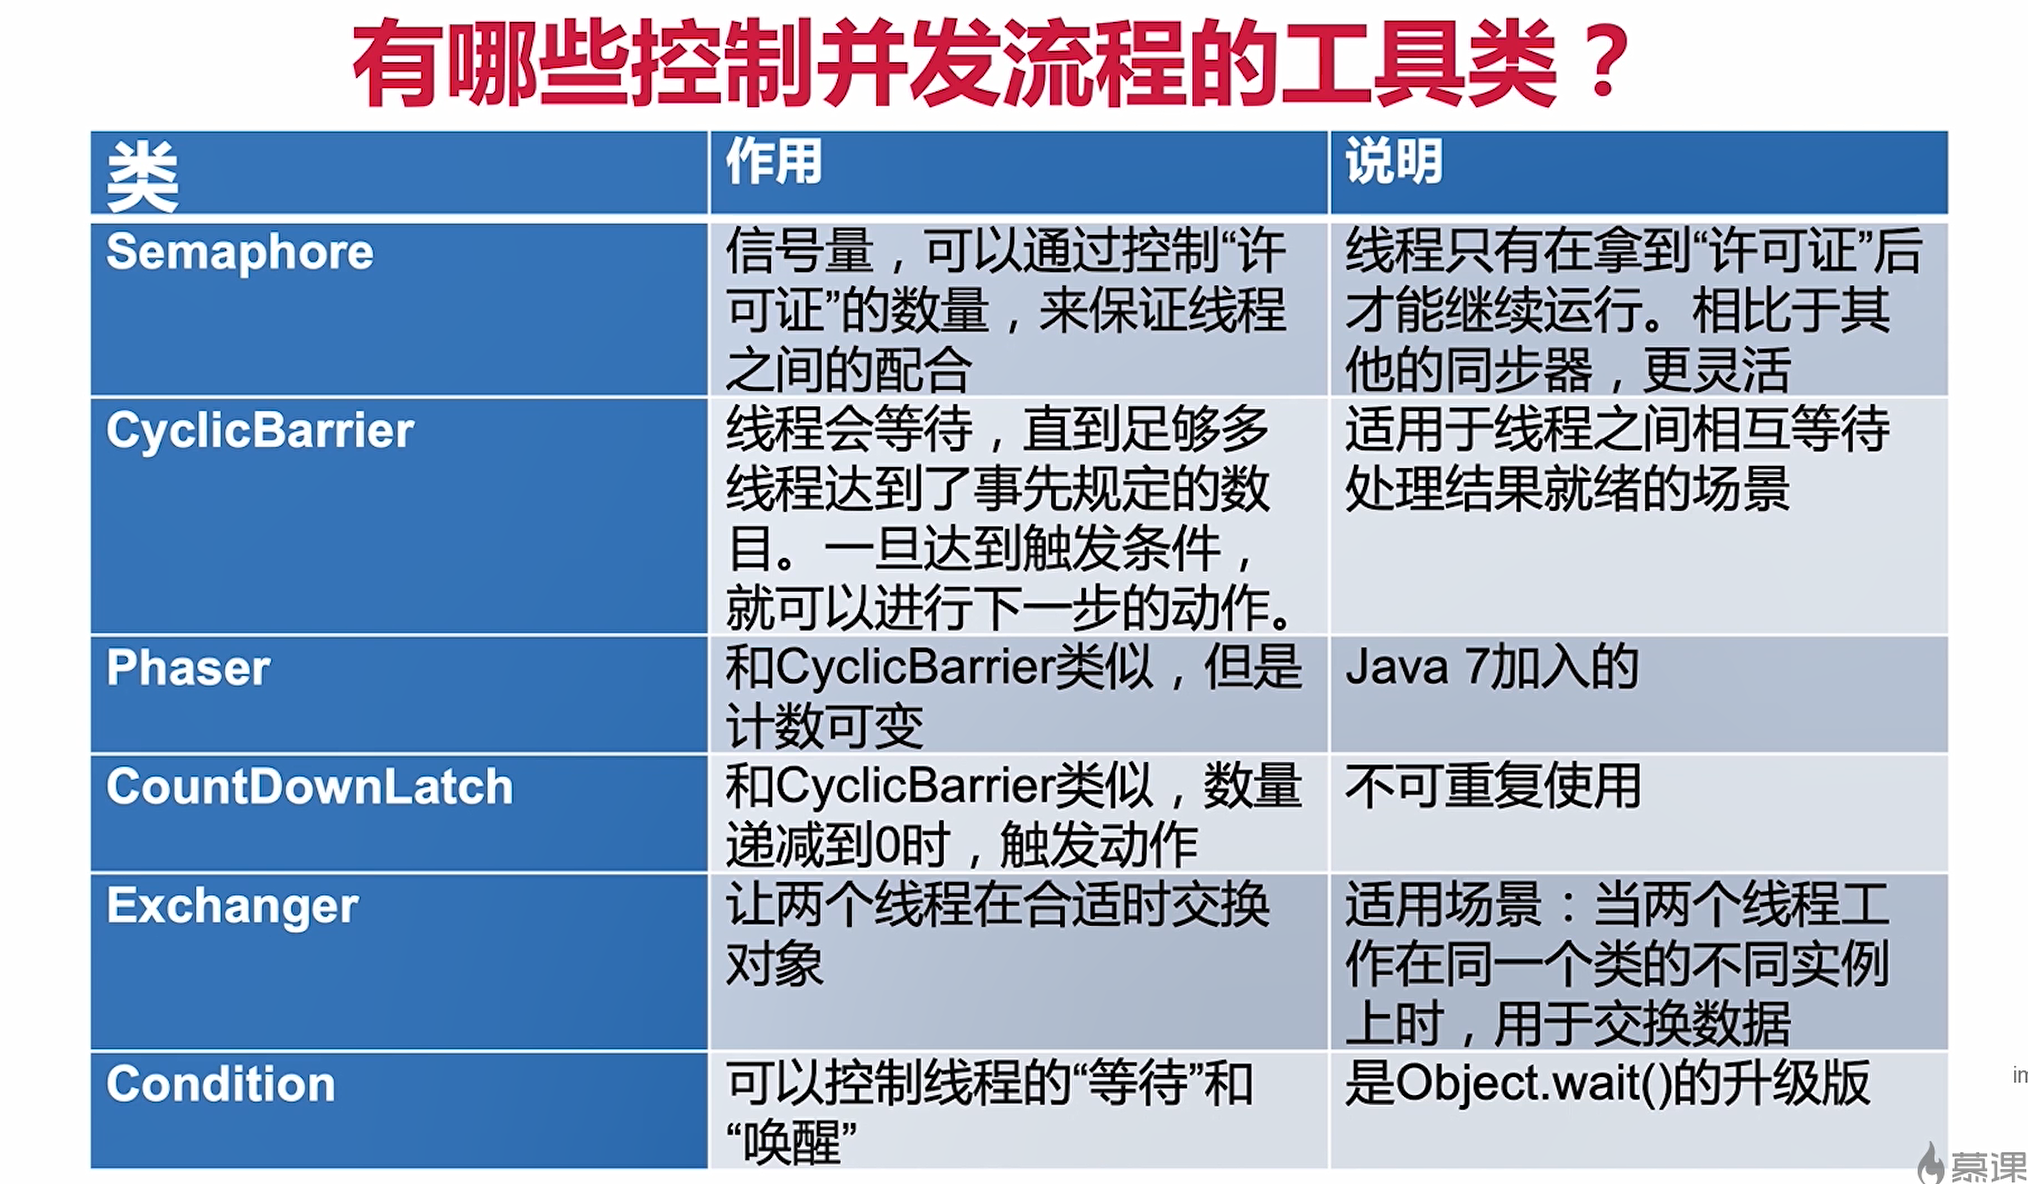 有哪些控制并发流程的工具类？
类
作用
说明
Semaphore
信号量，可以通过控制“许
可证”的数量，来保证线程
之间的配合
线程只有在拿到“许可证”后
才能继续运行。相比于其
他的同步器，更灵活
CyclicBarrier
线程会等待，直到足够多
线程达到了事先规定的数
目。一旦达到触发条件，
就可以进行下一步的动作。
适用于线程之间相互等待
处理结果就绪的场景
Phaser
和CyclicBarrier类似，但是
计数可变
Java 7加入的
CountDownLatch
和CyclicBarrier类似，数量
递减到0时，触发动作
不可重复使用
Exchanger
让两个线程在合适时交换
对象
适用场景：当两个线程工
作在同一个类的不同实例
上时，用于交换数据
Condition
可以控制线程的“等待”和
“唤醒”
是Object.wait()的升级版
慕课